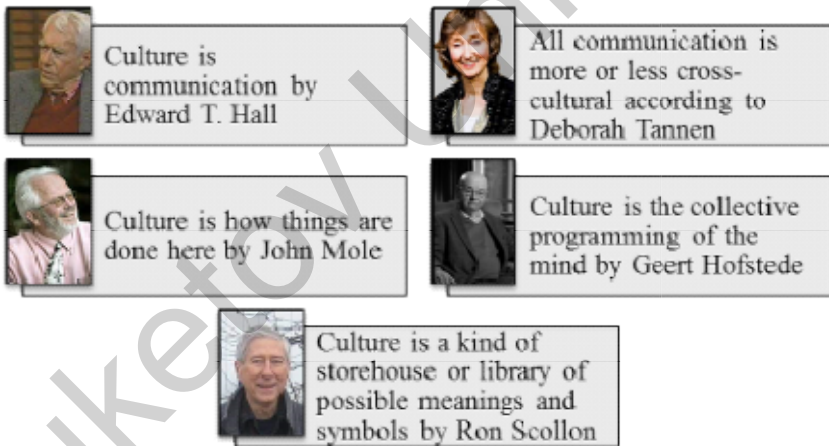 Culture is
communication by
Edward T. Hall
All communication is
more or less cross-
cultural according to
Deborah Tannen
Culture is how things are
done here by John Mole
Culture is the collective
programming of the
mind by Geert Hofstede
Culture is a kind of
storehouse or library of
possible meanings and
symbols by Ron Scollon